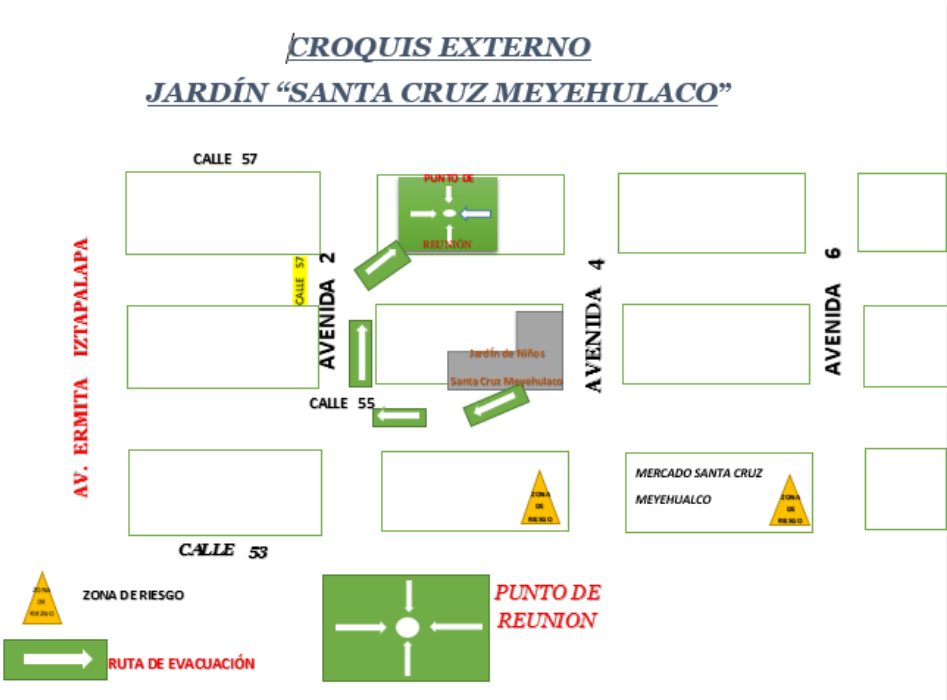 CROQUIS EXTERNO
JARDÍN “SANTA CRUZ MEYEHULACO”
CALLE 57
PUNTO DE
REUNIÓN
AV. ERMITA IZTAPALAPA
CALLE 57
AVENIDA 2
AVENIDA 4
AVENIDA 6
Jardín de Niños
Santa Cruz Meyehulaco
CALLE 55
ZONA
DE
RIESGO
MERCADO SANTA CRUZ
MEYEHUALCO
ZONA
DE
RIESGO
CALLE 53
ZONA
DE
RIEZGO
ZONA DE RIESGO
PUNTO DE
REUNION
RUTA DE EVACUACIÓN